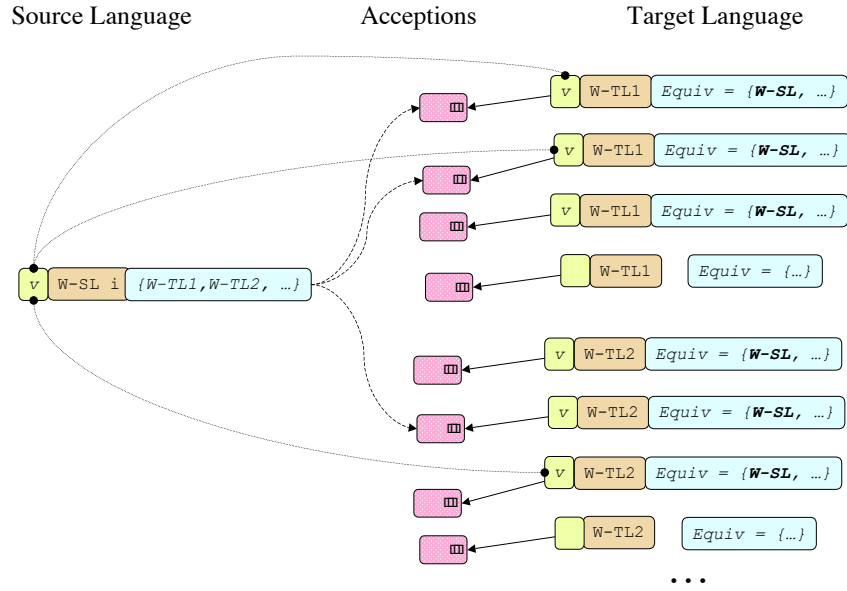 Source Language Acceptions Target Language
v W-TL1 Equiv = {W-SL, …}
v W-TL1 Equiv = {W-SL, …}
v W-TL1 Equiv = {W-SL, …}
W-TL1 Equiv = {…}
v W-SL i {W-TL1,W-TL2, …}
v W-TL2 Equiv = {W-SL, …}
v W-TL2 Equiv = {W-SL, …}
v W-TL2 Equiv = {W-SL, …}
W-TL2 Equiv = {…}
...